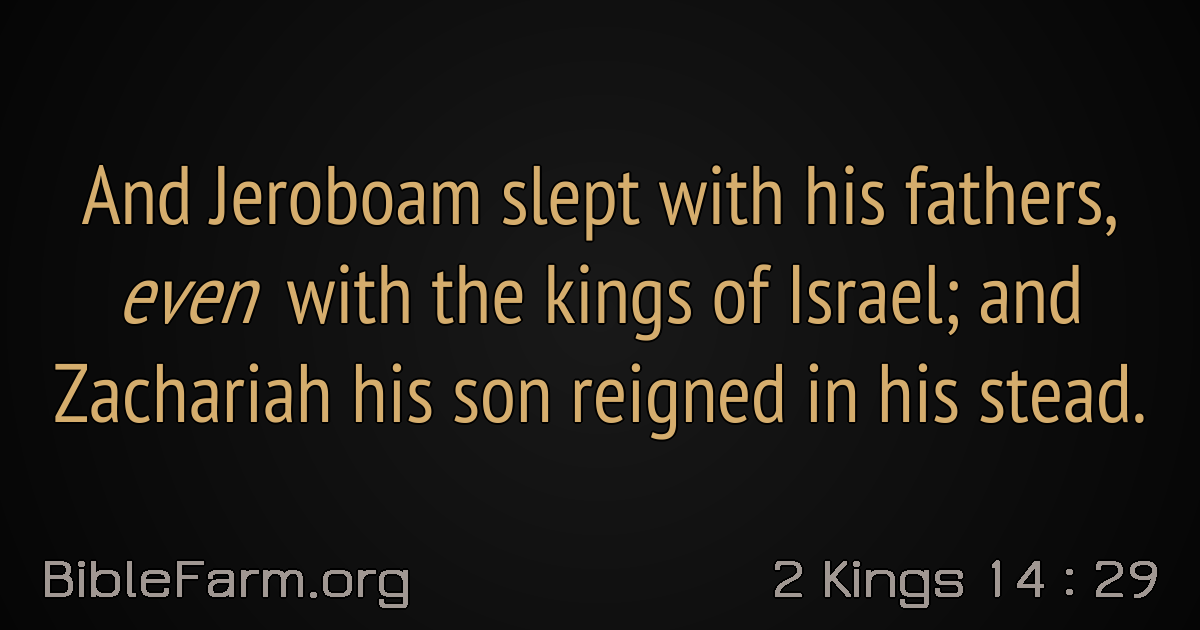 And Jeroboam slept with his fathers,
even with the kings of Israel; and
Zachariah his son reigned in his stead.
BibleFarm.org
2 Kings 14 : 29